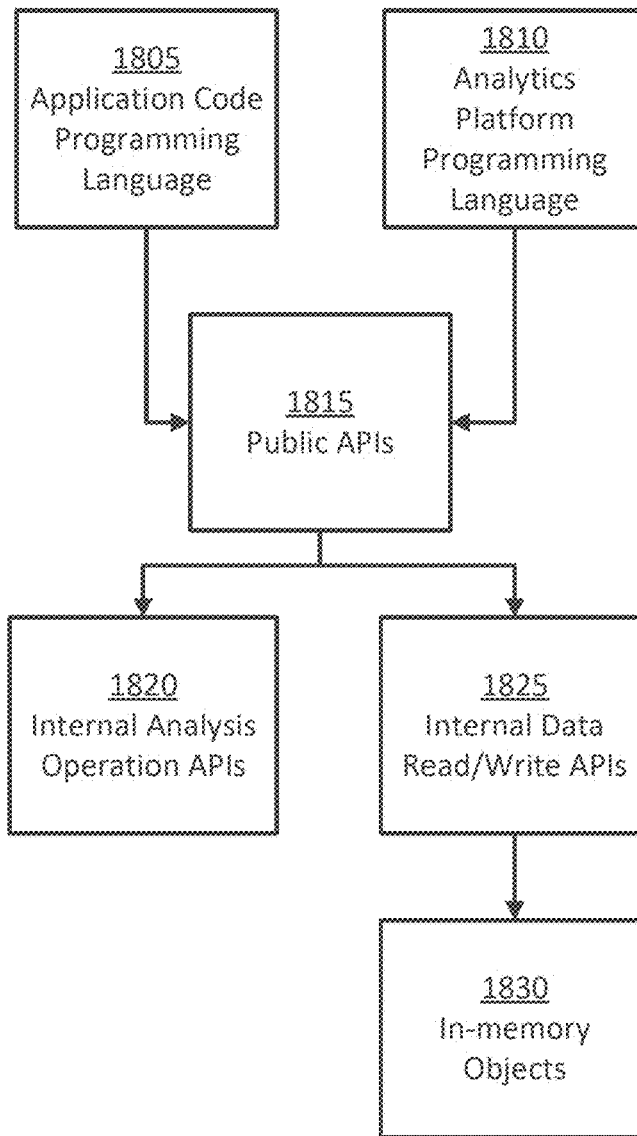 1805
Application Code
Programming
Language
1810
Analytics
Platform
Programming
Language
1815
Public APIs
1820
Internal Analysis
Operation APIs
1825
Internal Data
Read/Write APIs
1830
In-memory
Objects